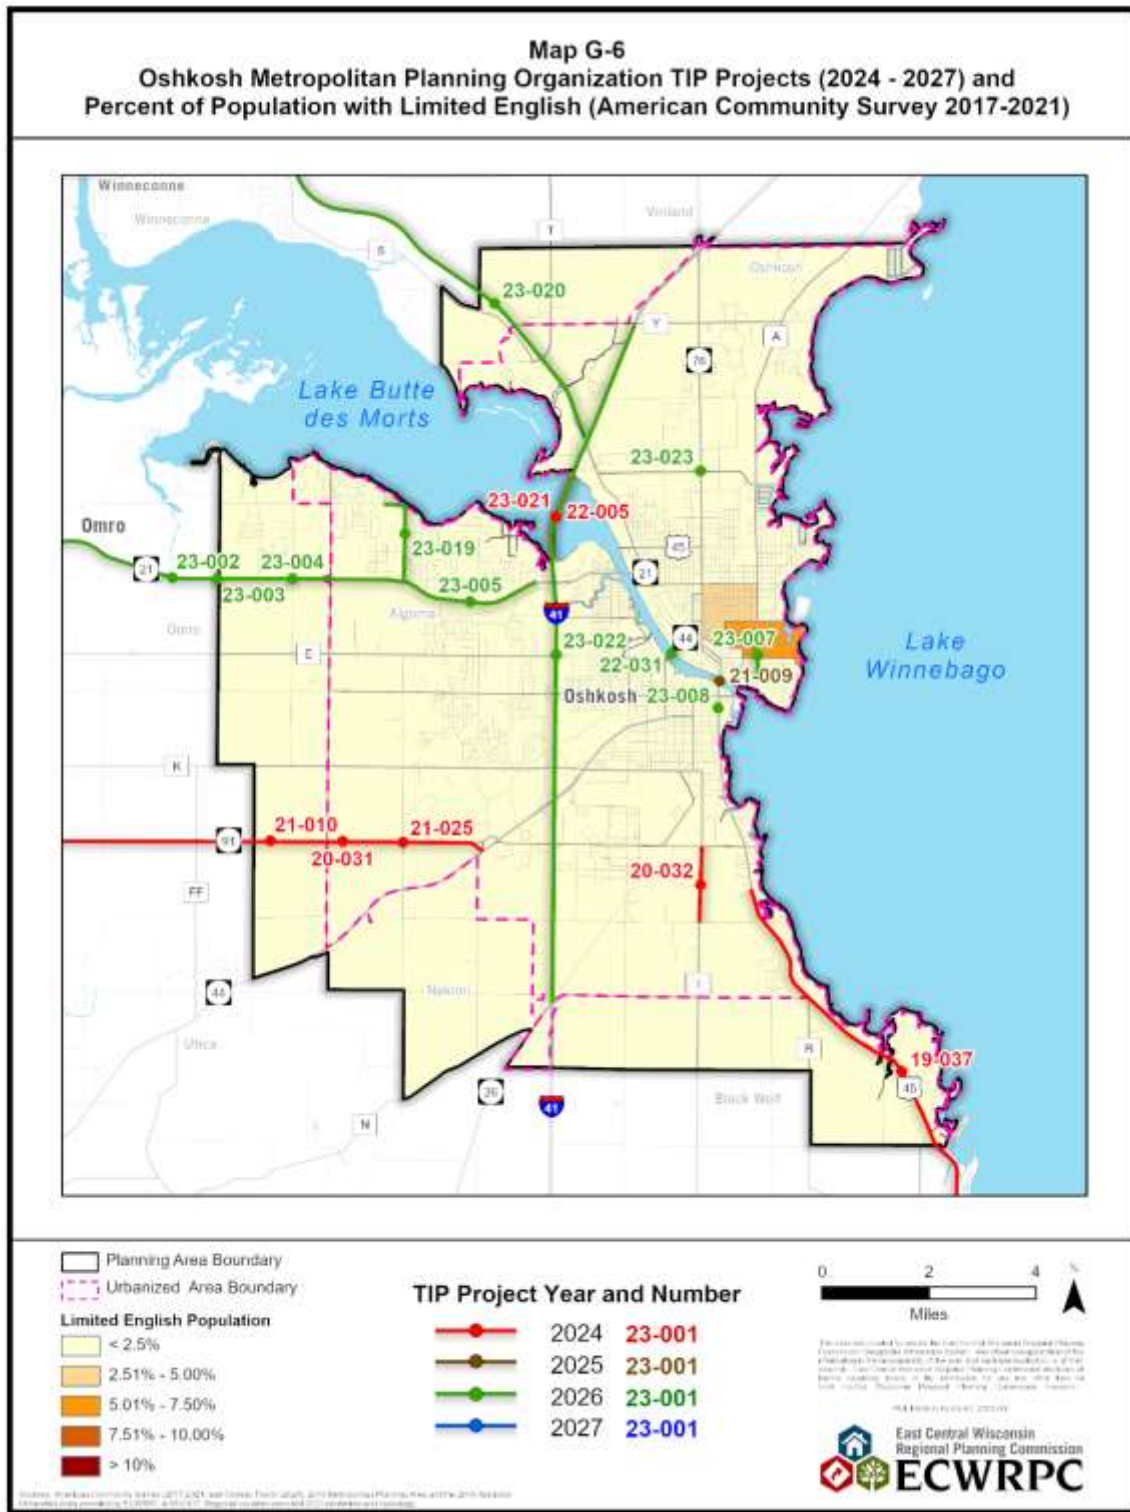 Map G-6
Oshkosh Metropolitan Planning Organization TIP Projects (2024 - 2027) and
Percent of Population with Limited English (American Community Survey 2017-2021)
Winneconne
Winneconne
Vinland
S
T
Oshkosh
23-020
Y
A
76
Lake Butte
des Morts
23-023
23-021
22-005
Omro
45
23-019
21
23-002
23-004
21
23-003
23-005
Algoma
41
Omro
44
23-007
Lake
Winnebago
E
23-022
22-031
21-009
Oshkosh
23-008
K
21-010
21-025
91
20-031
20-032
FF
44
Nekimi
I
Utica
R
19-037
45
26
41
Black Wolf
N
Planning Area Boundary
Urbanized Area Boundary
Limited English Population
< 2.5%
2.51% - 5.00%
5.01% - 7.50%
7.51% - 10.00%
> 10%
TIP Project Year and Number
2024 23-001
2025 23-001
2026 23-001
2027 23-001
0 2 4
Miles
East Central Wisconsin
Regional Planning Commission
ECWRPC